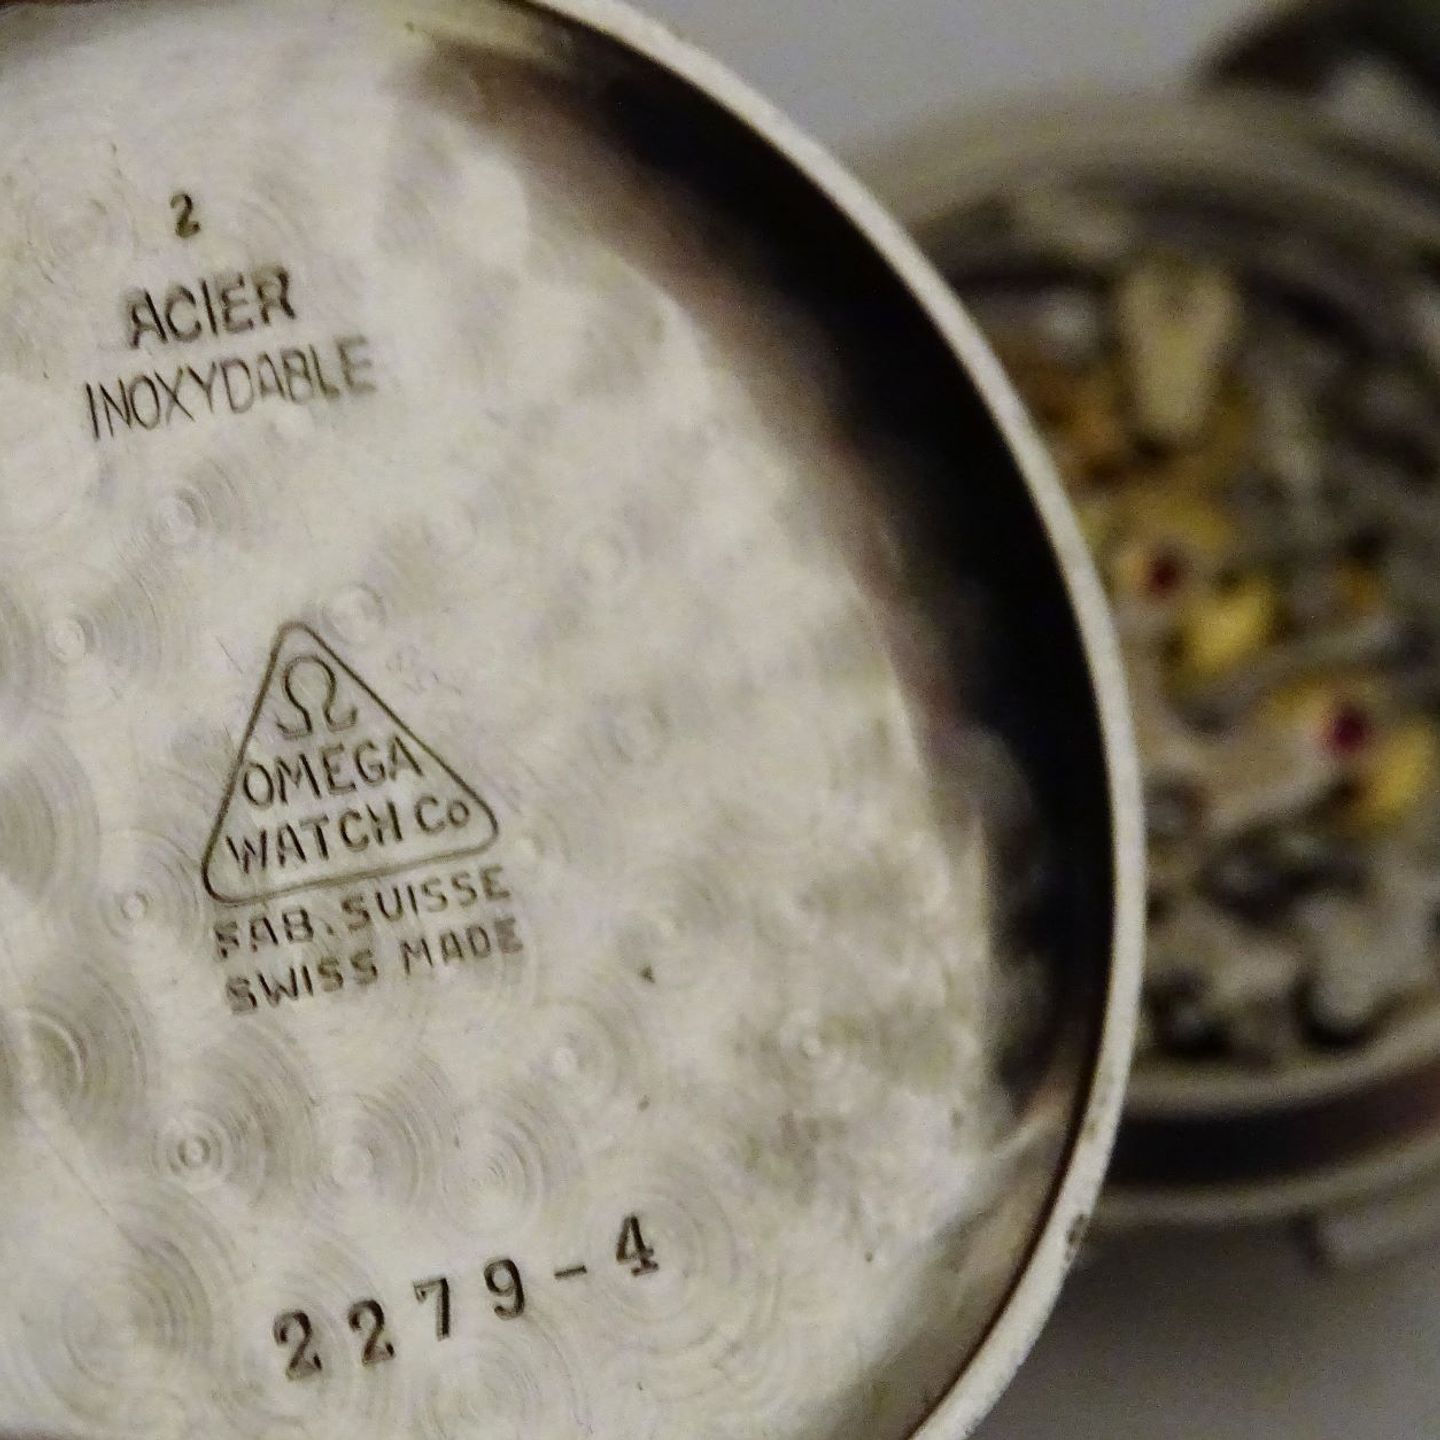 2
ACIER
INOXYDABLE
Ω
OMEGA
WATCH Co
FAB. SUISSE
SWISS MADE
2279-4